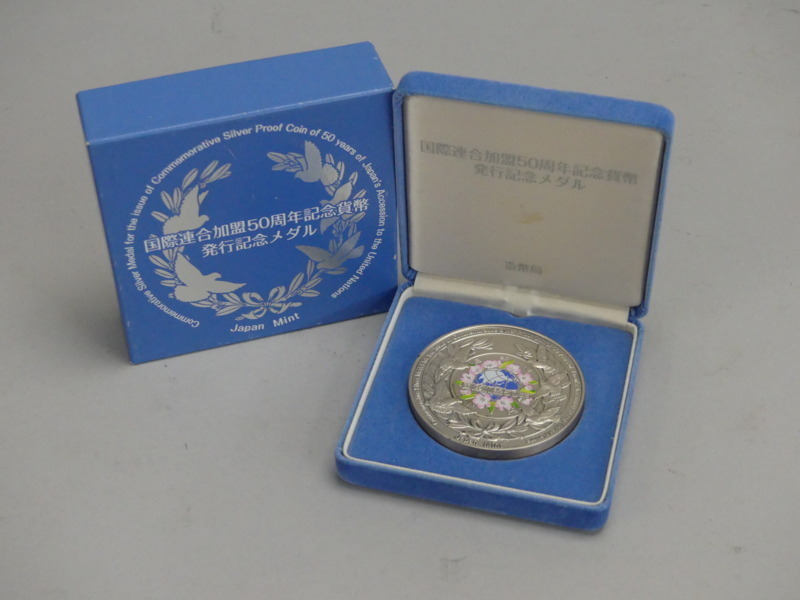 Commemorative Silver Medal for the issue of Commemorative Silver Proof Coin of 50 years of Japan's Accession to the United Nations
国際連合加盟50周年記念貨幣
発行記念メダル
Japan Mint
国際連合加盟50周年記念貨幣
発行記念メダル
造幣局
Japan Mint